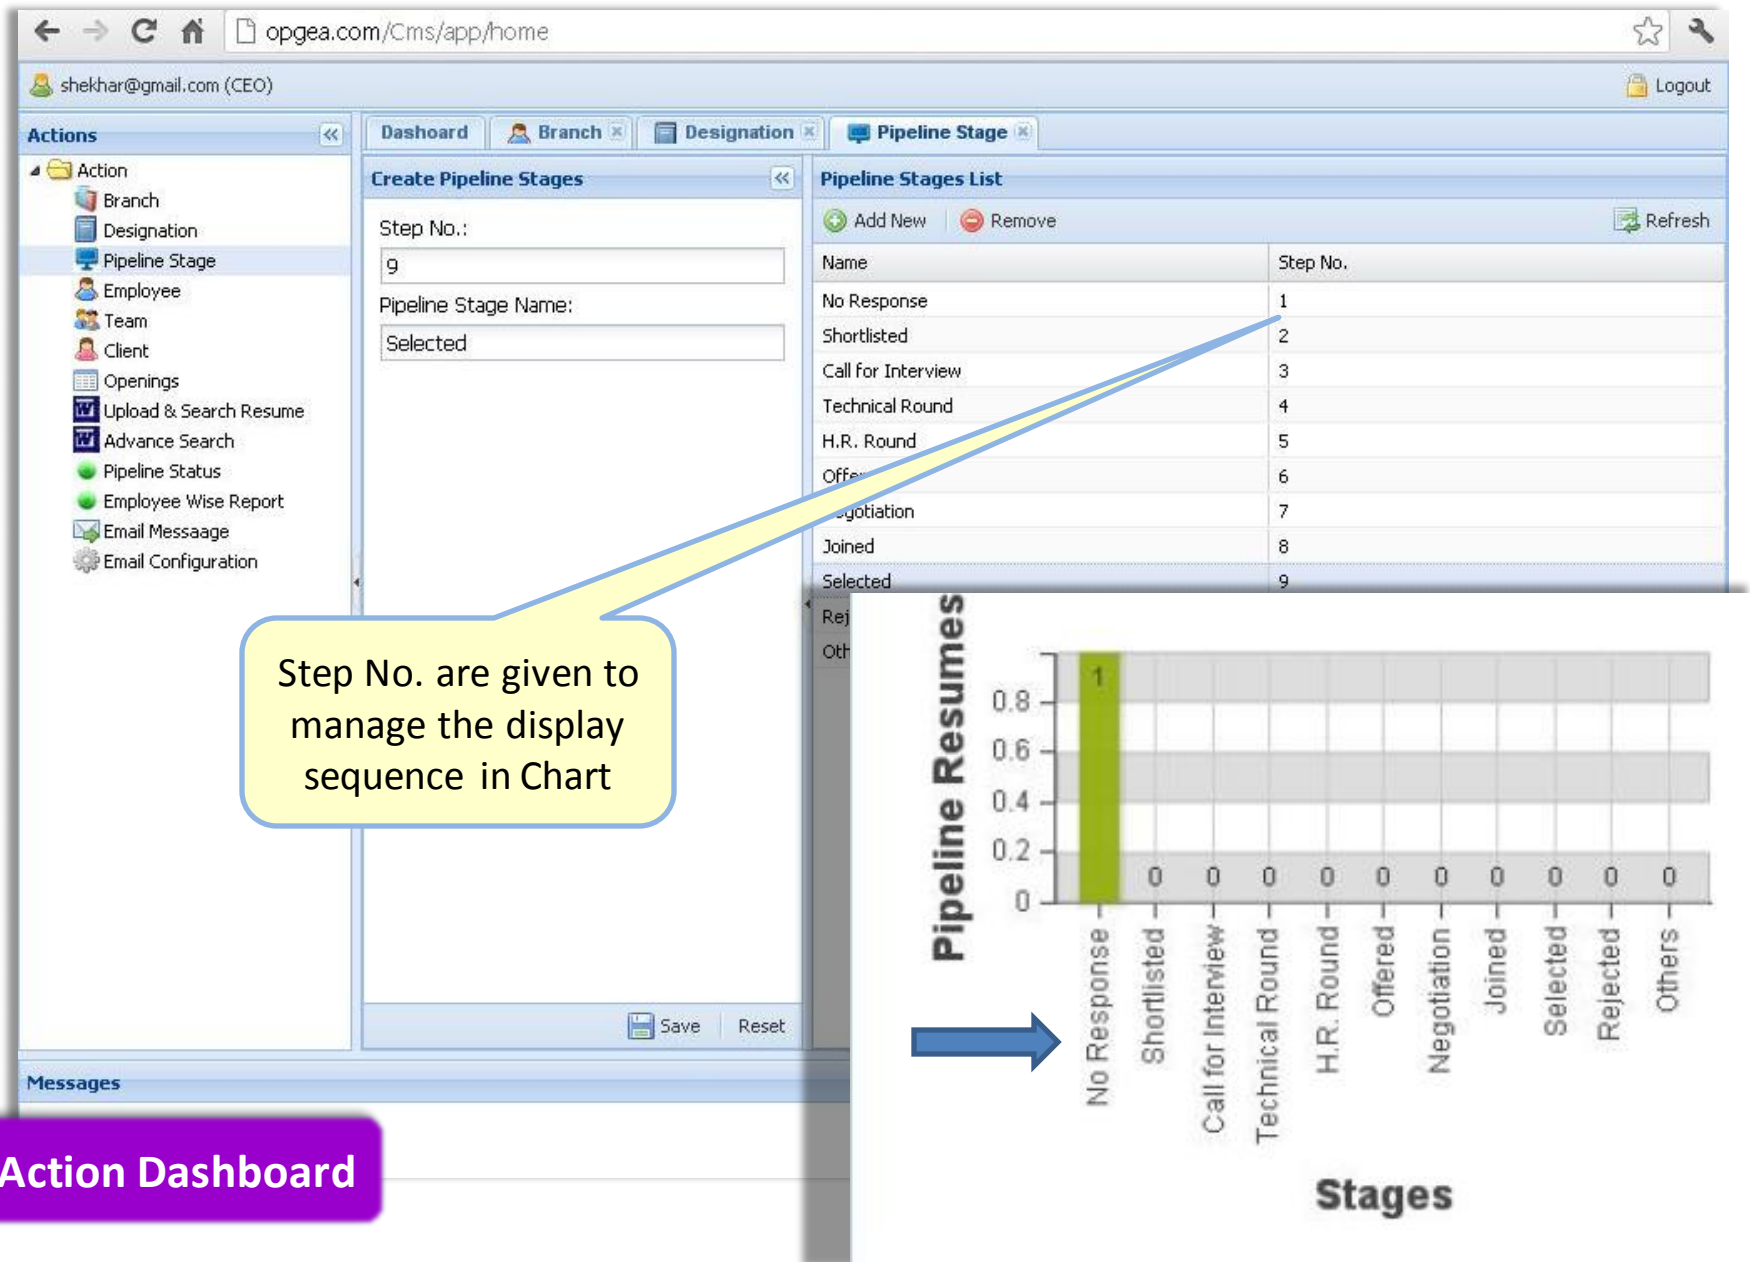 opgea.com/Cms/app/home
shekhar@gmail.com (CEO)
Logout
Actions
Action
Branch
Designation
Pipeline Stage
Employee
Team
Client
Openings
Upload & Search Resume
Advance Search
Pipeline Status
Employee Wise Report
Email Messaage
Email Configuration
Dashoard
Branch
Designation
Pipeline Stage
Create Pipeline Stages
Step No.:
9
Pipeline Stage Name:
Selected
Save
Reset
Pipeline Stages List
Add New
Remove
Refresh
Name Step No.
No Response 1
Shortlisted 2
Call for Interview 3
Technical Round 4
H.R. Round 5
Offe 6
gotiation 7
Joined 8
Selected 9
Rej
Oth
Step No. are given to
manage the display
sequence in Chart
Pipeline Resumes
0.8
0.6
0.4
0.2
0
1 0 0 0 0 0 0 0 0 0 0
No Response
Shortlisted
Call for Interview
Technical Round
H.R. Round
Offered
Negotiation
Joined
Selected
Rejected
Others
Stages
Messages
Action Dashboard